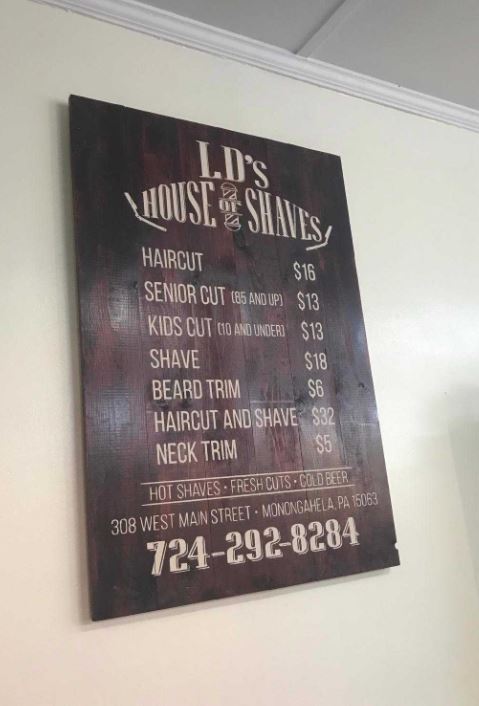 LD's
HOUSE OF SHAVES
HAIRCUT $16
SENIOR CUT (65 AND UP) $13
KIDS CUT (10 AND UNDER) $13
SHAVE $18
BEARD TRIM $6
HAIRCUT AND SHAVE $32
NECK TRIM $5
HOT SHAVES • FRESH CUTS • COLD BEER
308 WEST MAIN STREET • MONONGAHELA, PA 15063
724-292-8284